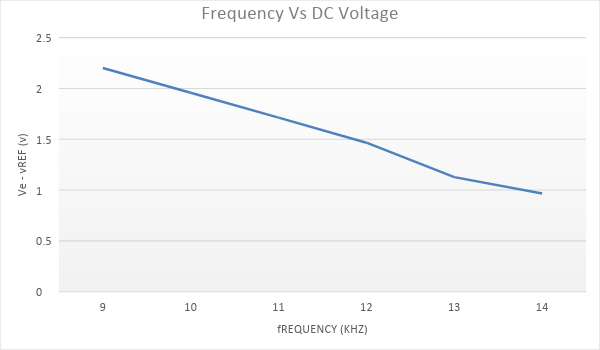 Frequency Vs DC Voltage
2.5
2
1.5
1
0.5
0
Ve - vREF (v)
9 10 11 12 13 14
fREQUENCY (KHZ)